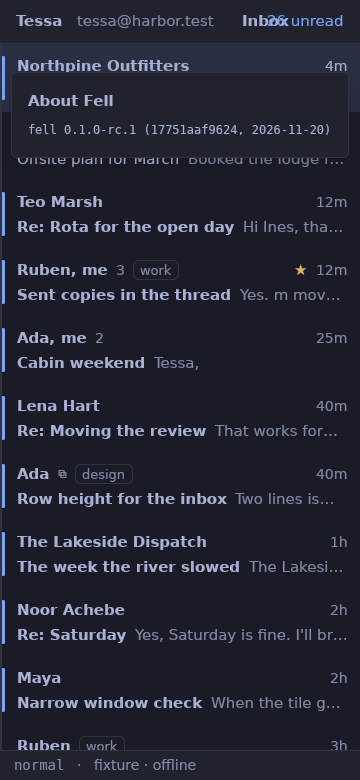 Tessa tessa@harbor.test Inbox 26 unread
Northpine Outfitters 4m
About Fell
fell 0.1.0-rc.1 (17751aaf9624, 2026-11-20)
Offsite plan for March Booked the lodge f…
Teo Marsh 12m
Re: Rota for the open day Hi Ines, tha…
Ruben, me 3 work ★ 12m
Sent copies in the thread Yes. m mov…
Ada, me 2 25m
Cabin weekend Tessa,
Lena Hart 40m
Re: Moving the review That works for…
Ada design 40m
Row height for the inbox Two lines is…
The Lakeside Dispatch 1h
The week the river slowed The Lakesi…
Noor Achebe 2h
Re: Saturday Yes, Saturday is fine. I'll br…
Maya 2h
Narrow window check When the tile g…
Ruben work 3h
normal · fixture · offline